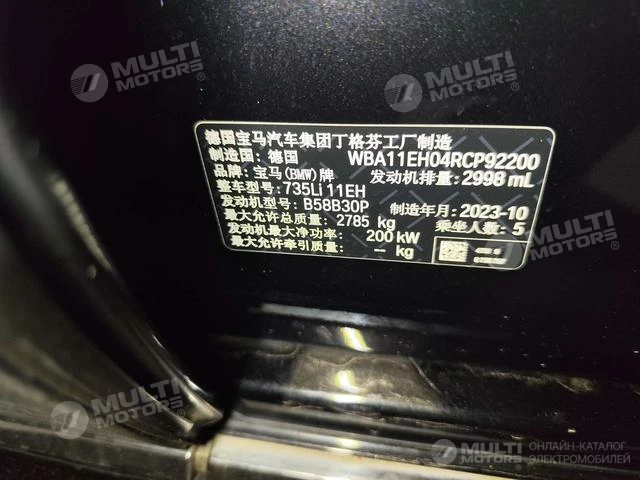 MULTI MOTORS®
MULTI MOTORS®
德国宝马汽车集团丁格芬工厂制造
制造国: 德国 WBA11EH04RCP92200
品牌: 宝马(BMW)牌 发动机排量: 2998 mL
整车型号: 735Li 11EH
发动机型号: B58B30P 制造年月: 2023-10
最大允许总质量: 2785 kg 乘坐人数: 5
发动机最大净功率: 200 kW
最大允许牵引质量: – kg
MULTI MOTORS®
MULTI MOTORS® ОНЛАЙН-КАТАЛОГ ЭЛЕКТРОМОБИЛЕЙ